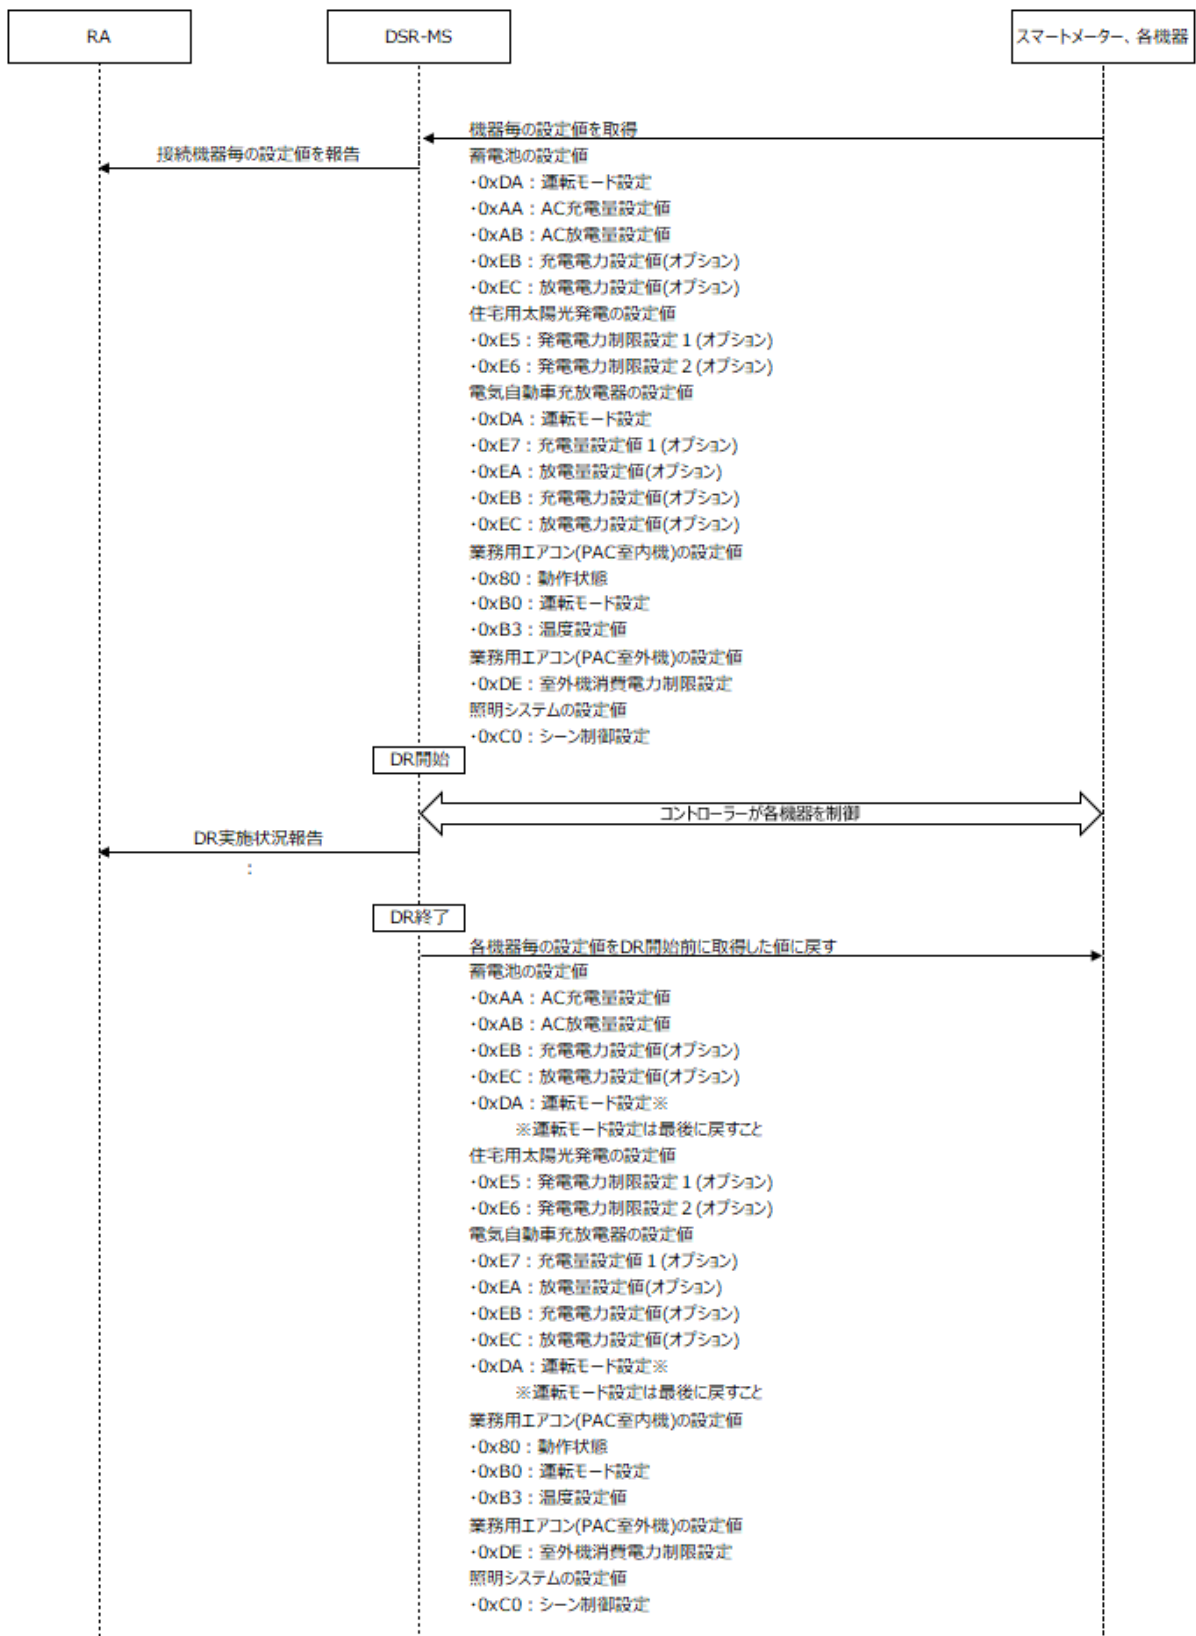 RA
DSR-MS
スマートメーター、各機器
機器毎の設定値を取得
接続機器毎の設定値を報告
蓄電池の設定値
・0xDA：運転モード設定
・0xAA：AC充電量設定値
・0xAB：AC放電量設定値
・0xEB：充電電力設定値(オプション)
・0xEC：放電電力設定値(オプション)
住宅用太陽光発電の設定値
・0xE5：発電電力制限設定１(オプション)
・0xE6：発電電力制限設定２(オプション)
電気自動車充放電器の設定値
・0xDA：運転モード設定
・0xE7：充電量設定値１(オプション)
・0xEA：放電量設定値(オプション)
・0xEB：充電電力設定値(オプション)
・0xEC：放電電力設定値(オプション)
業務用エアコン(PAC室内機)の設定値
・0x80：動作状態
・0xB0：運転モード設定
・0xB3：温度設定値
業務用エアコン(PAC室外機)の設定値
・0xDE：室外機消費電力制限設定
照明システムの設定値
・0xC0：シーン制御設定
DR開始
コントローラーが各機器を制御
DR実施状況報告
：
DR終了
各機器毎の設定値をDR開始前に取得した値に戻す
蓄電池の設定値
・0xAA：AC充電量設定値
・0xAB：AC放電量設定値
・0xEB：充電電力設定値(オプション)
・0xEC：放電電力設定値(オプション)
・0xDA：運転モード設定※
※運転モード設定は最後に戻すこと
住宅用太陽光発電の設定値
・0xE5：発電電力制限設定１(オプション)
・0xE6：発電電力制限設定２(オプション)
電気自動車充放電器の設定値
・0xE7：充電量設定値１(オプション)
・0xEA：放電量設定値(オプション)
・0xEB：充電電力設定値(オプション)
・0xEC：放電電力設定値(オプション)
・0xDA：運転モード設定※
※運転モード設定は最後に戻すこと
業務用エアコン(PAC室内機)の設定値
・0x80：動作状態
・0xB0：運転モード設定
・0xB3：温度設定値
業務用エアコン(PAC室外機)の設定値
・0xDE：室外機消費電力制限設定
照明システムの設定値
・0xC0：シーン制御設定